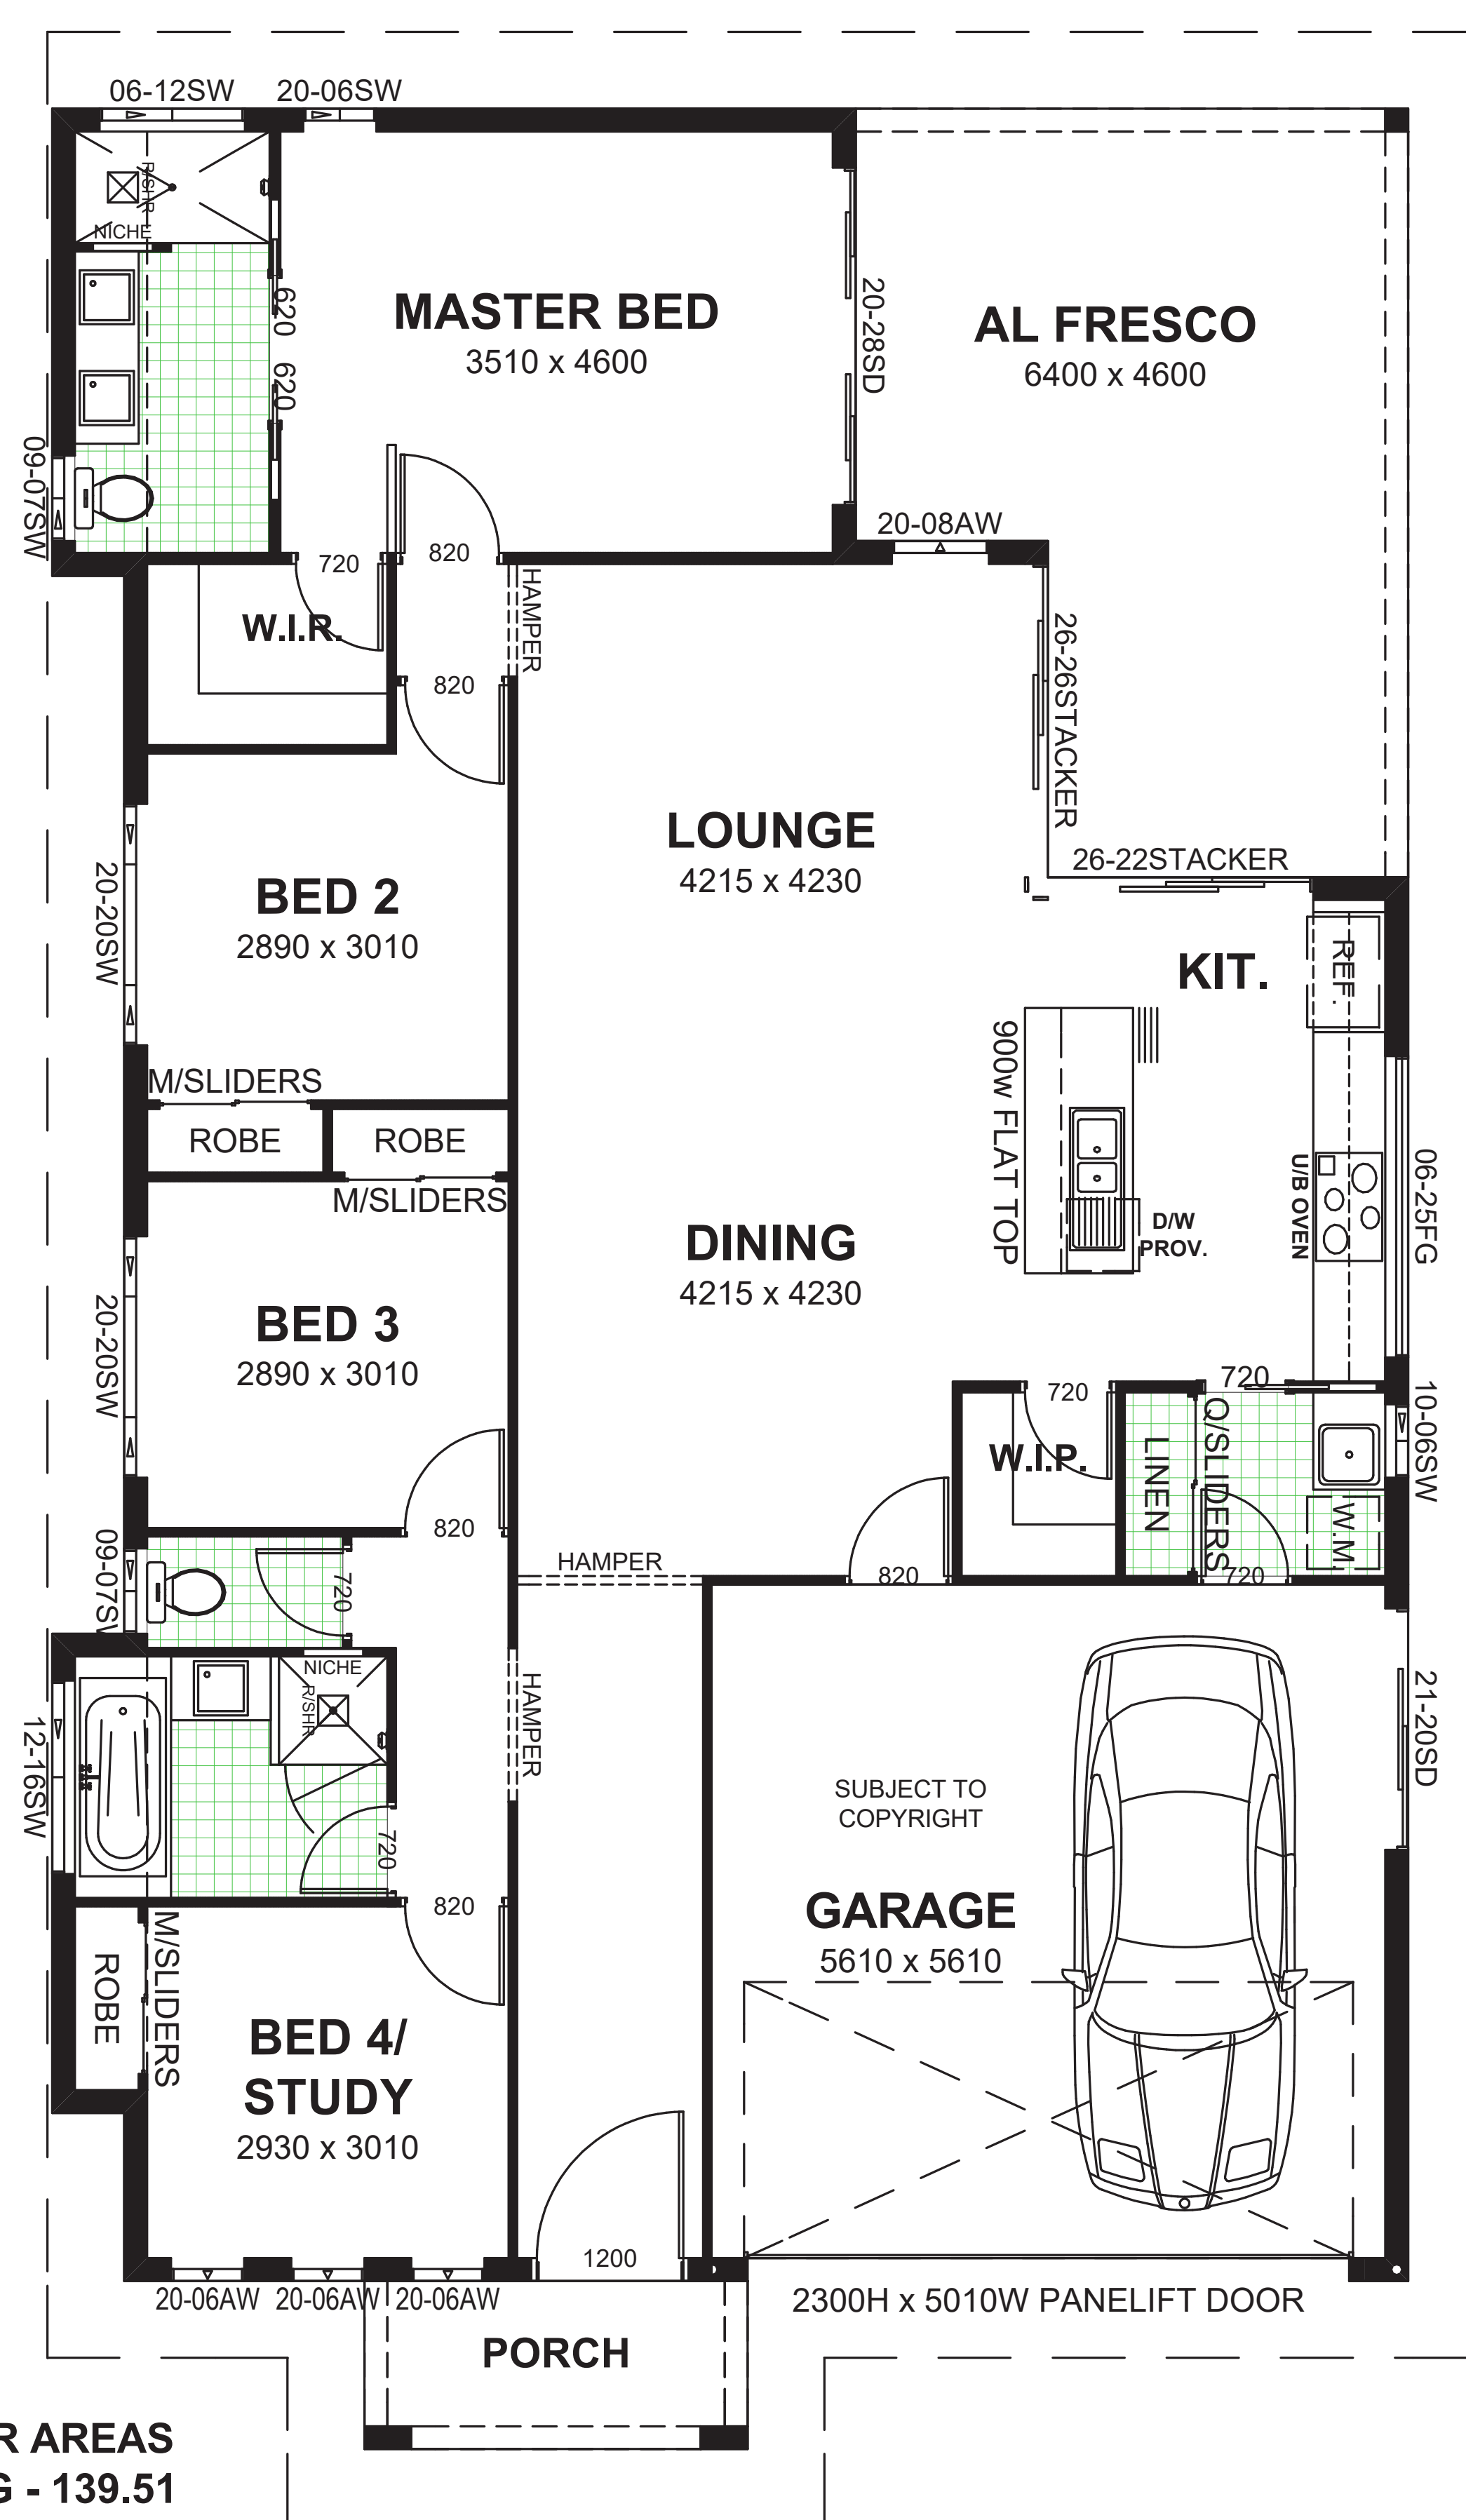 06-12SW
20-06SW
R/SHR
NICHE
620
620
MASTER BED
3510 x 4600
20-28SD
AL FRESCO
6400 x 4600
09-07SW
720
820
20-08AW
W.I.R.
HAMPER
820
26-26STACKER
LOUNGE
4215 x 4230
26-22STACKER
20-20SW
BED 2
2890 x 3010
KIT.
REF.
900w FLAT TOP
M/SLIDERS
ROBE
ROBE
M/SLIDERS
U/B OVEN
06-25FG
D/W
PROV.
DINING
4215 x 4230
20-20SW
BED 3
2890 x 3010
720
720
10-06SW
W.I.P.
LINEN
Q/SLIDERS
W.M.
820
09-07SW
720
HAMPER
820
720
NICHE
R/SHR
HAMPER
12-16SW
21-20SD
720
SUBJECT TO
COPYRIGHT
820
GARAGE
5610 x 5610
ROBE
M/SLIDERS
BED 4/
STUDY
2930 x 3010
1200
20-06AW
20-06AW
20-06AW
2300H x 5010W PANELIFT DOOR
PORCH
R AREAS
G - 139.51